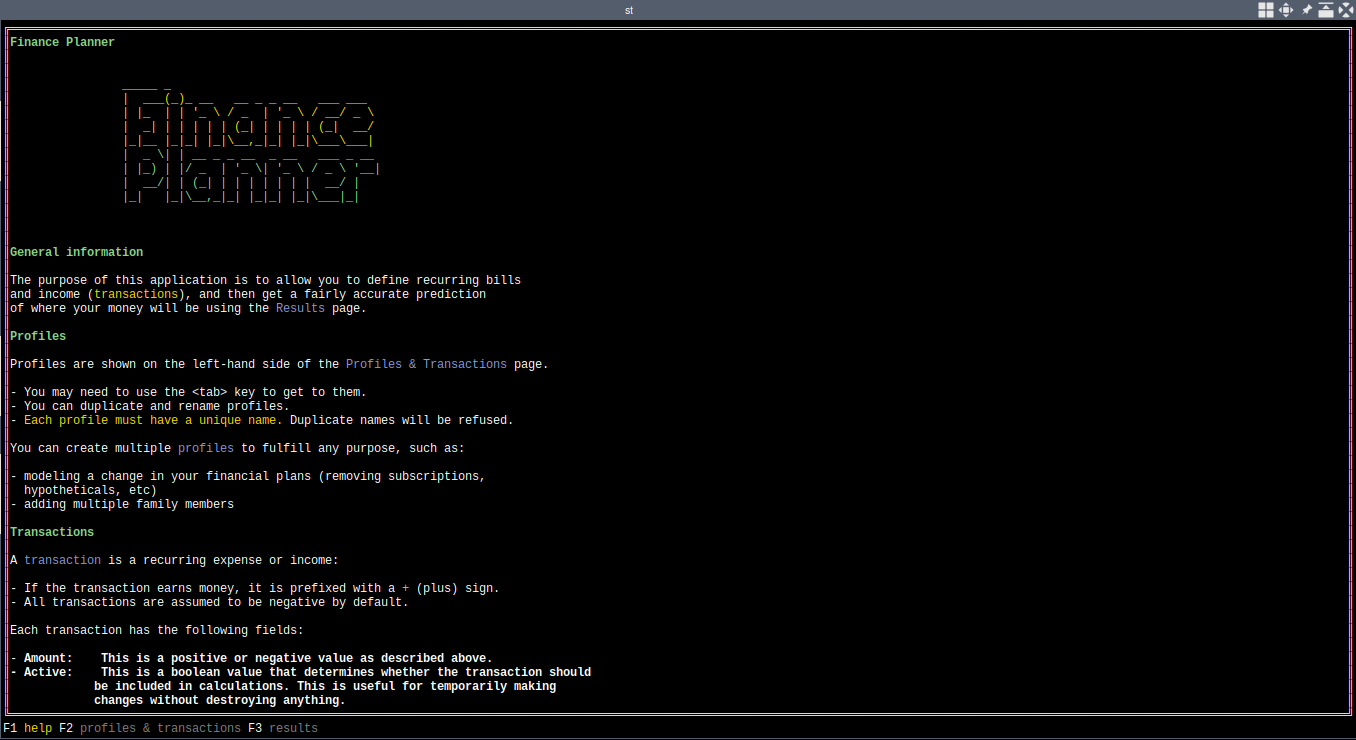 st
Finance Planner
Finance
Planner
General information
The purpose of this application is to allow you to define recurring bills
and income (transactions), and then get a fairly accurate prediction
of where your money will be using the Results page.
Profiles
Profiles are shown on the left-hand side of the Profiles & Transactions page.
- You may need to use the <tab> key to get to them.
- You can duplicate and rename profiles.
- Each profile must have a unique name. Duplicate names will be refused.
You can create multiple profiles to fulfill any purpose, such as:
- modeling a change in your financial plans (removing subscriptions,
hypotheticals, etc)
- adding multiple family members
Transactions
A transaction is a recurring expense or income:
- If the transaction earns money, it is prefixed with a + (plus) sign.
- All transactions are assumed to be negative by default.
Each transaction has the following fields:
- Amount: This is a positive or negative value as described above.
- Active: This is a boolean value that determines whether the transaction should
be included in calculations. This is useful for temporarily making
changes without destroying anything.
F1 help F2 profiles & transactions F3 results